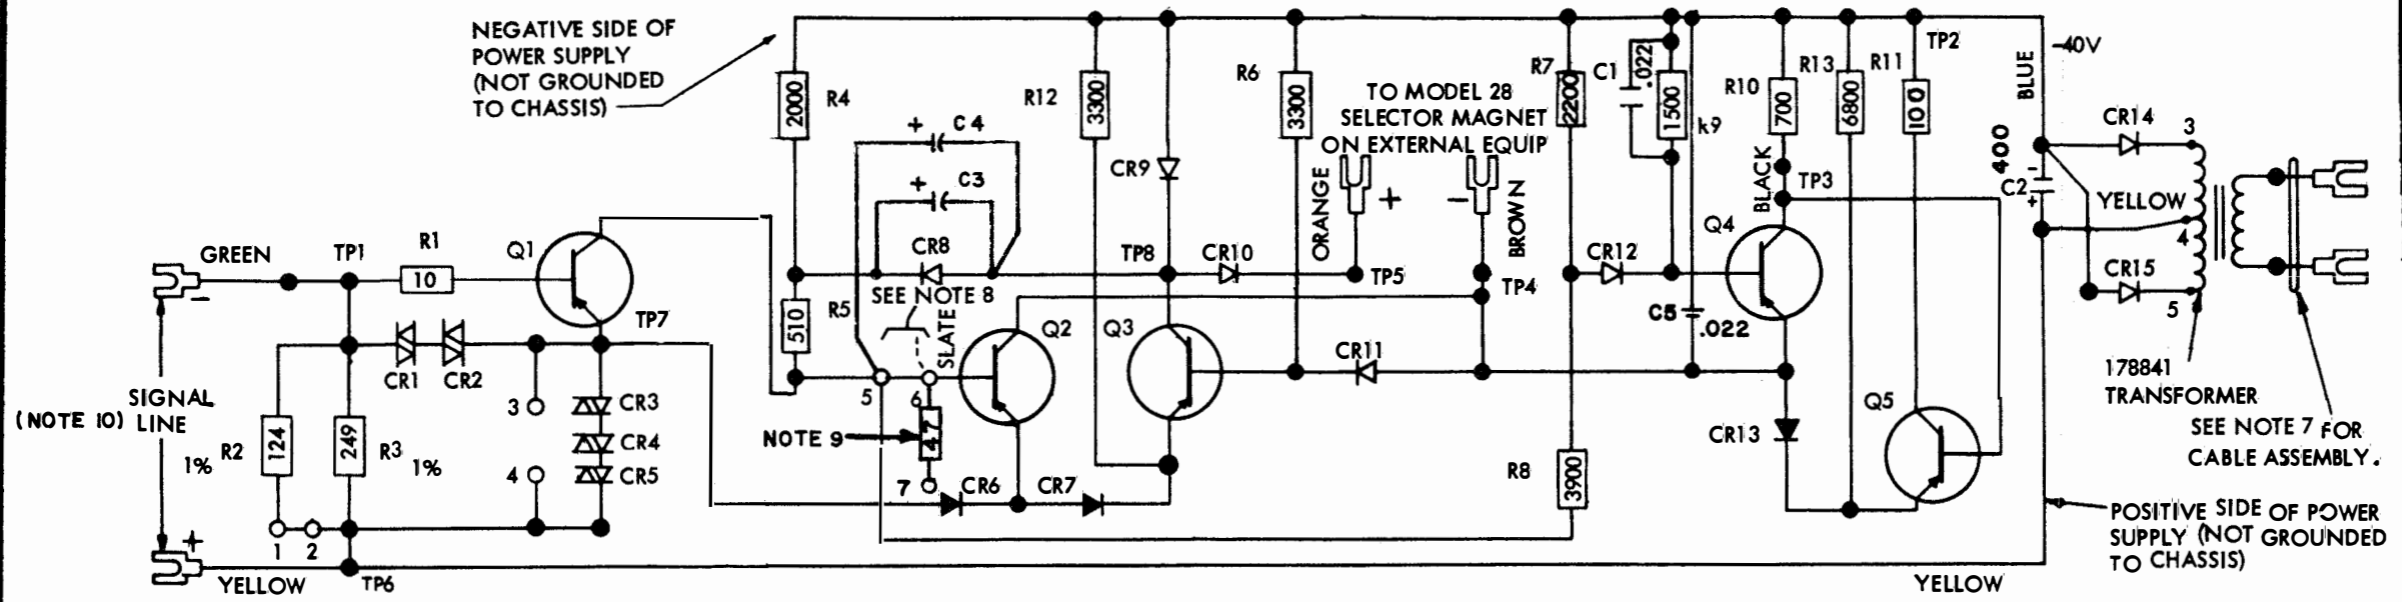 NEGATIVE SIDE OF
POWER SUPPLY
(NOT GROUNDED
TO CHASSIS)
2000
R4
R12
3300
R6
3300
TO MODEL 28
SELECTOR MAGNET
ON EXTERNAL EQUIP
R7
2200
C1
.022
1500
k9
R10
700
R13
6800
R11
100
TP2
-40V
BLUE
CR14
3
400
C2
-
+
YELLOW
4
CR15
5
+ C4
+ C3
CR8
CR9
TP8
CR10
ORANGE
+
TP5
-
BROWN
TP4
BLACK
TP3
Q4
CR12
C5
.022
GREEN
-
TP1
R1
10
Q1
TP7
SEE NOTE 8
R5
510
SLATE
Q2
Q3
CR11
CR1
CR2
5
6
3
CR3
CR4
4
CR5
NOTE 9
4.7
7
CR6
CR7
SIGNAL
(NOTE 10) LINE
1%
R2
124
249
R3
1%
1
2
+
YELLOW
TP6
R8
3900
CR13
Q5
178841
TRANSFORMER
SEE NOTE 7 FOR
CABLE ASSEMBLY.
POSITIVE SIDE OF POWER
SUPPLY (NOT GROUNDED
TO CHASSIS)
YELLOW